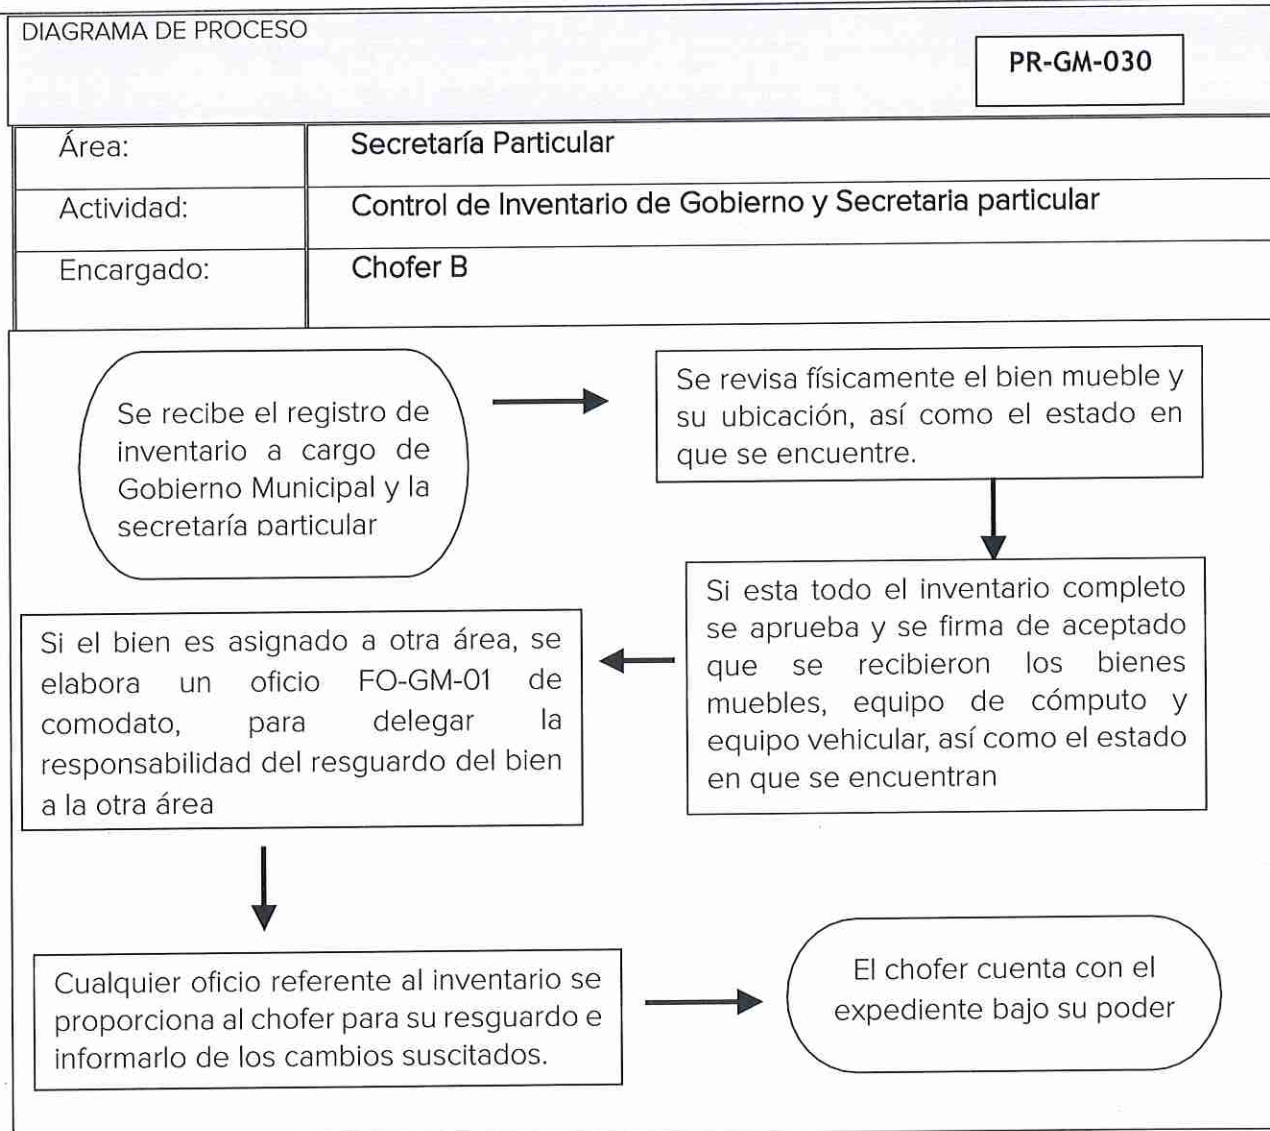 DIAGRAMA DE PROCESO
PR-GM-030
Área:
Secretaría Particular
Actividad:
Control de Inventario de Gobierno y Secretaria particular
Encargado:
Chofer B
Se recibe el registro de
inventario a cargo de
Gobierno Municipal y la
secretaría particular
Se revisa físicamente el bien mueble y
su ubicación, así como el estado en
que se encuentre.
Si esta todo el inventario completo
se aprueba y se firma de aceptado
que se recibieron los bienes
muebles, equipo de cómputo y
equipo vehicular, así como el estado
en que se encuentran
Si el bien es asignado a otra área, se
elabora un oficio FO-GM-01 de
comodato, para delegar la
responsabilidad del resguardo del bien
a la otra área
Cualquier oficio referente al inventario se
proporciona al chofer para su resguardo e
informarlo de los cambios suscitados.
El chofer cuenta con el
expediente bajo su poder